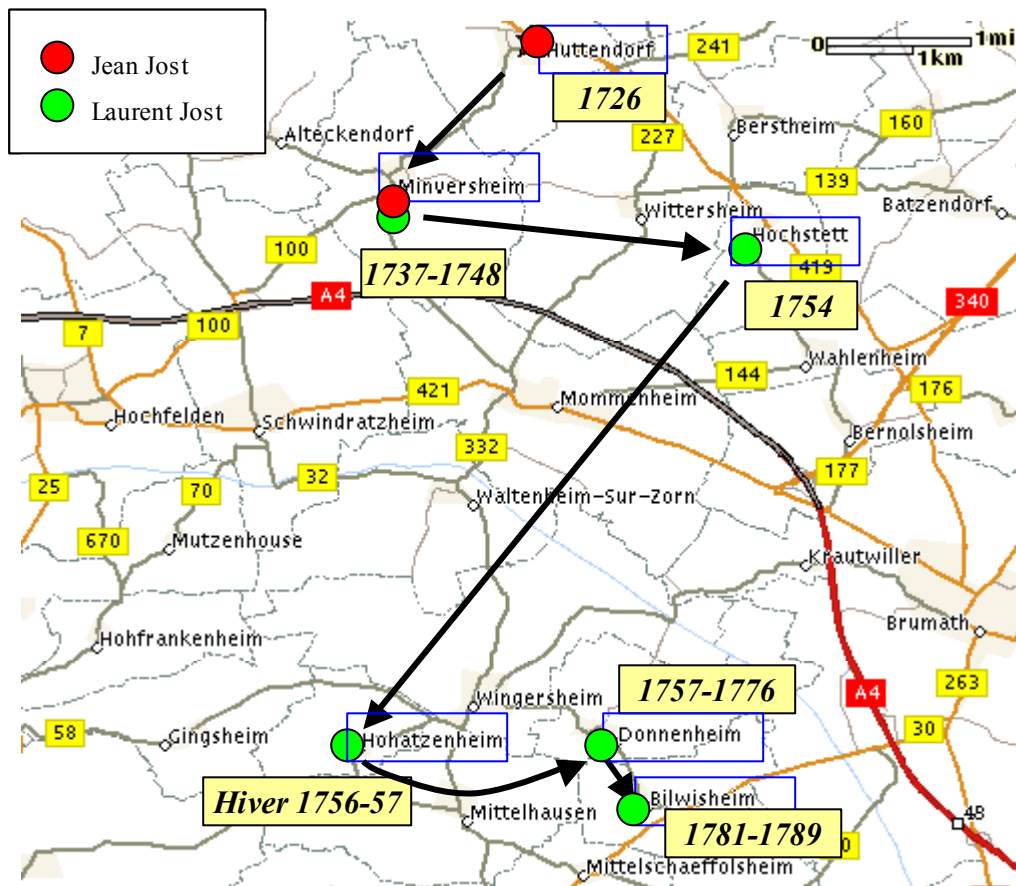 Jean Jost
Laurent Jost
Huttendorf
241
0
1mi
1km
1726
227
Berstheim
160
Alteckendorf
139
Minversheim
Wittersheim
Batzendorf
Hochstett
100
419
1737-1748
A4
1754
340
7
100
Wahlenheim
144
176
421
Mommenheim
Hochfelden
Schwindratzheim
Bernolsheim
332
177
25
70
32
Waltenheim-Sur-Zorn
670
Mutzenhouse
Krautwiller
Hohfrankenheim
Brumath
1757-1776
Wingersheim
A4
263
58
Gingsheim
Hohatzenheim
Donnenheim
30
Hiver 1756-57
Mittelhausen
Bilwisheim
1781-1789
48
Mittelschaeffolsheim